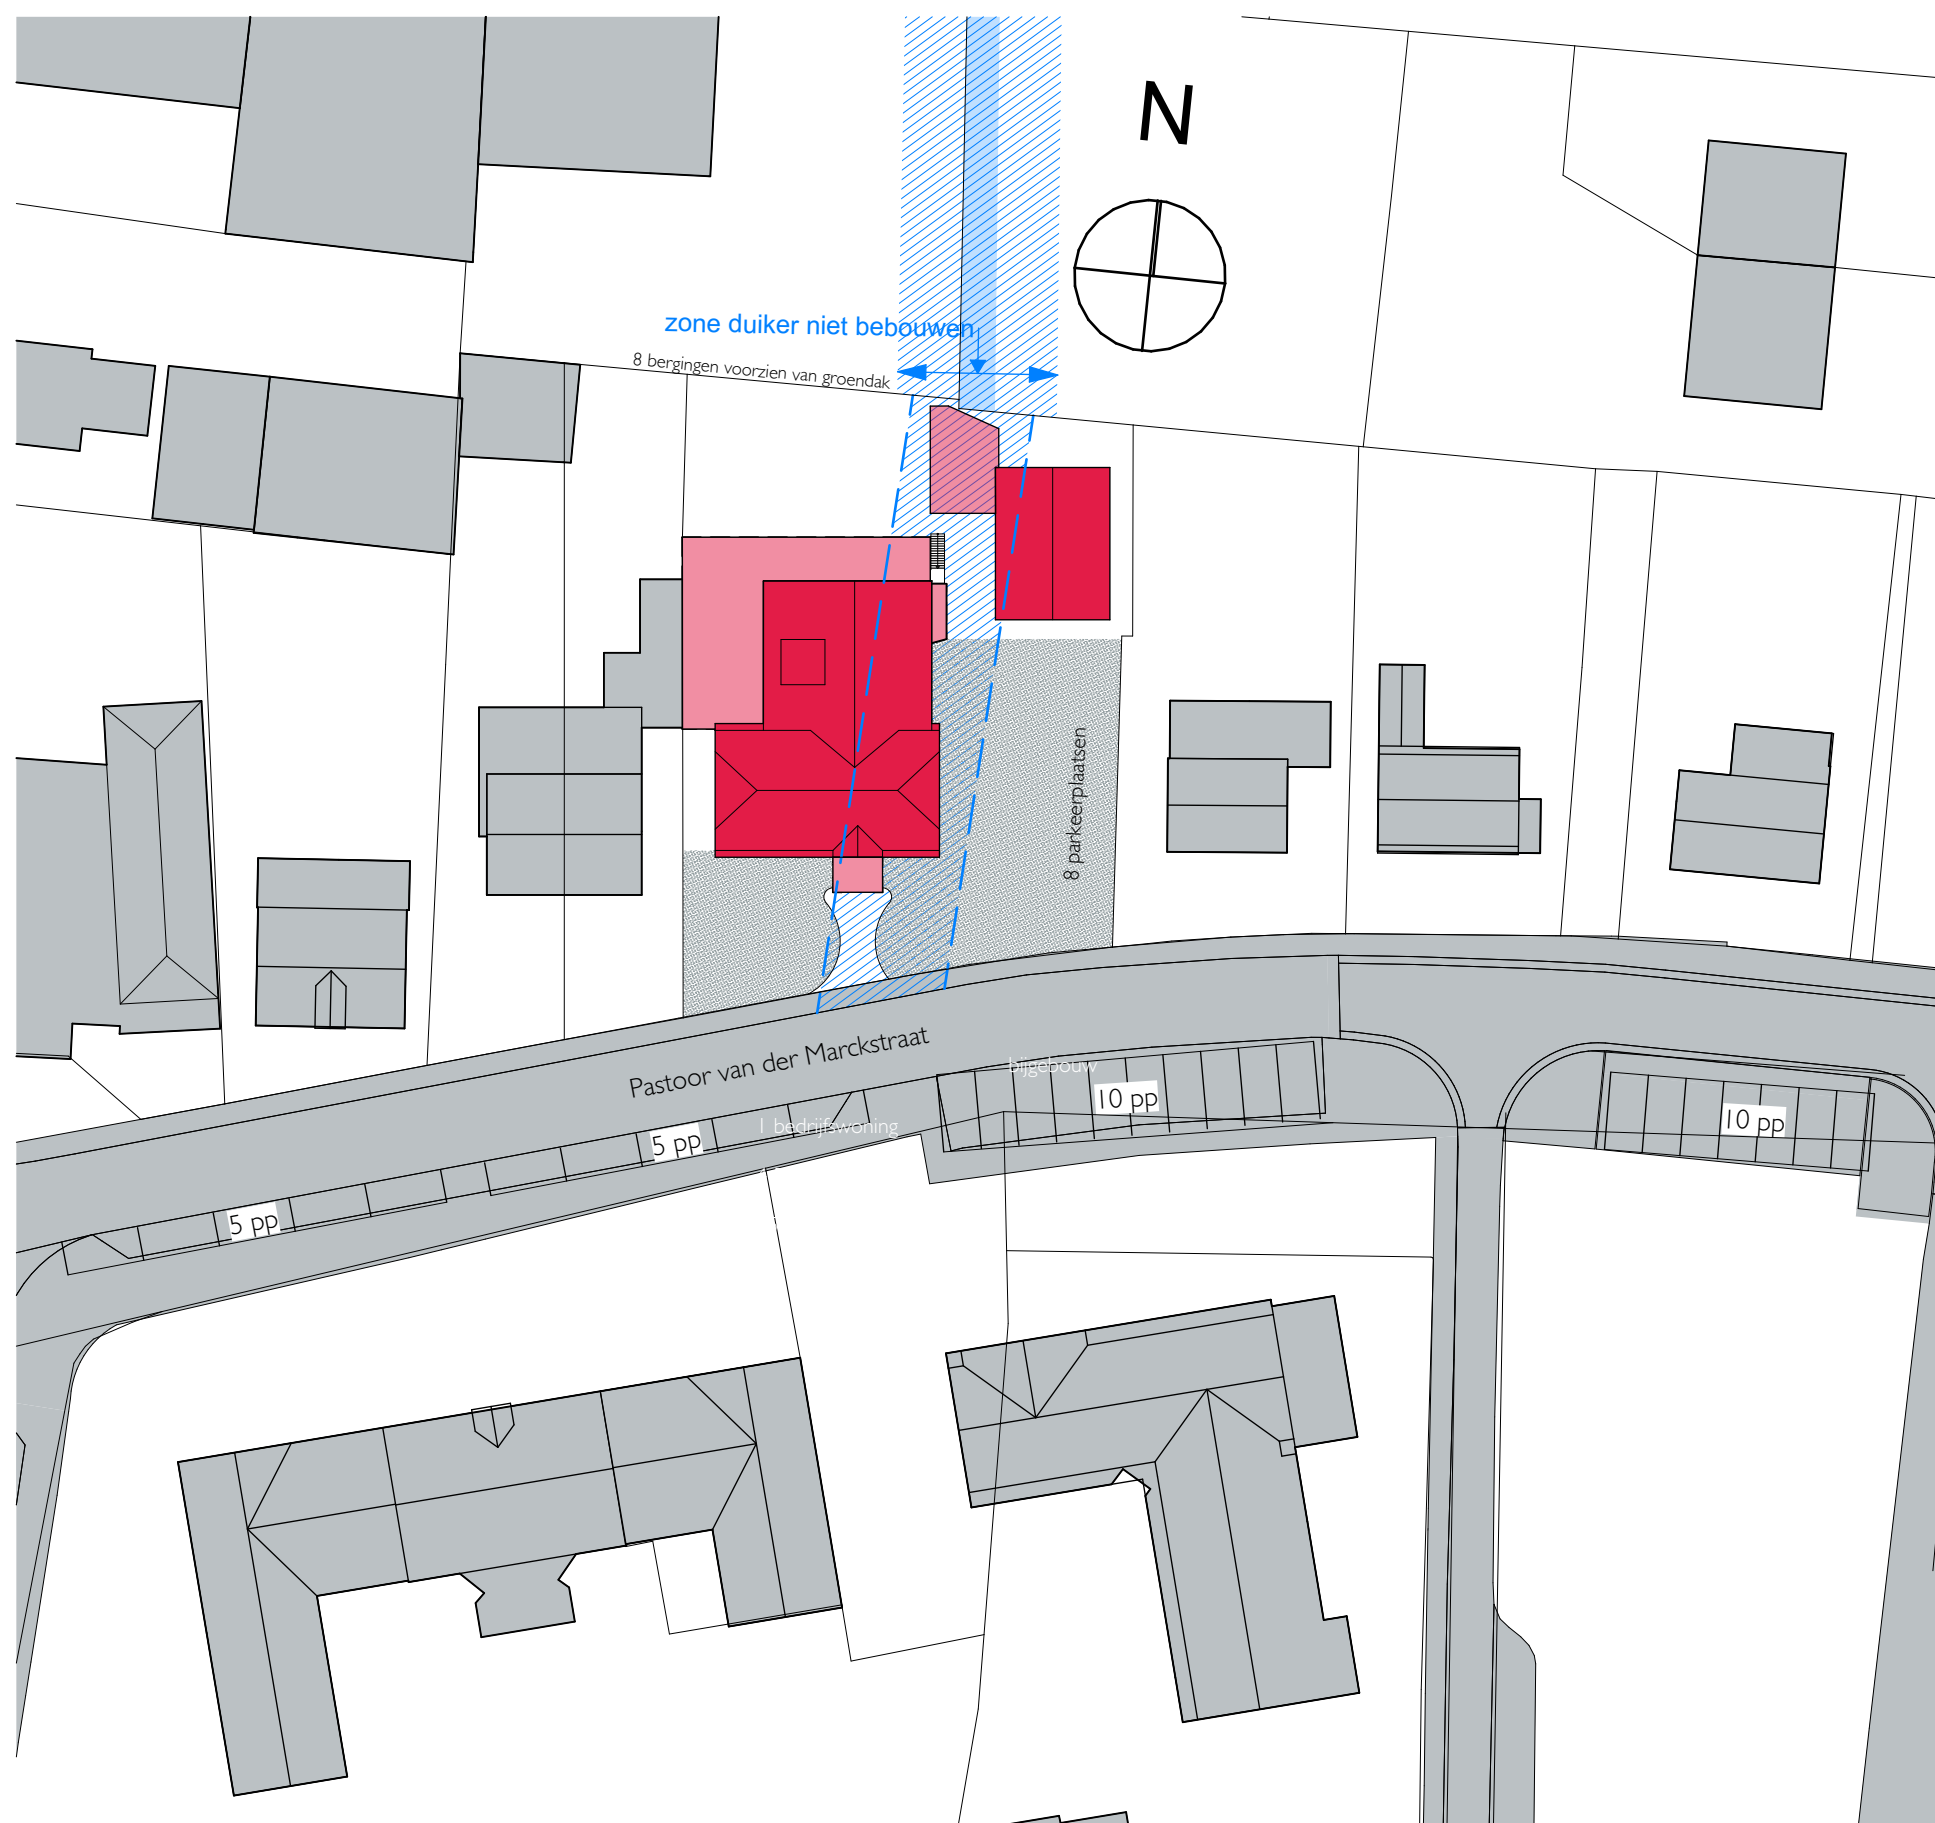 N
zone duiker niet bebouwen
8 bergingen voorzien van groendak
8 parkeerplaatsen
Pastoor van der Marckstraat
bijgebouw
10 pp
10 pp
1 bedrijfswoning
5 pp
5 pp